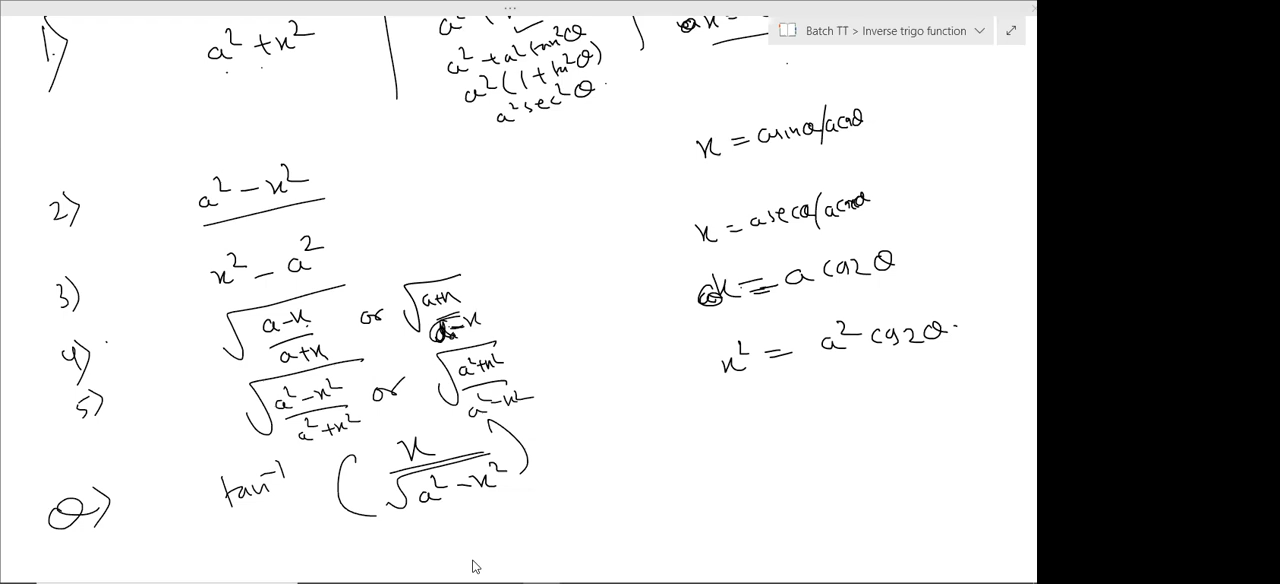 Batch TT > Inverse trigo function
1) a² + x²
a² + a² tan²θ
a² (1 + tan²θ)
a² sec²θ.
x = a sinθ / a cosθ
2) a² − x²
x = a secθ /
3) x² − a²
x = a cos2θ
4) √((a−x)/(a+x)) or √((a+x)/(a−x))
x² = a² cos2θ.
5) √((a²−x²)/(a²+x²)) or √((a²+x²)/(a²−x²))
Q) tan⁻¹ (x/√(a²−x²))